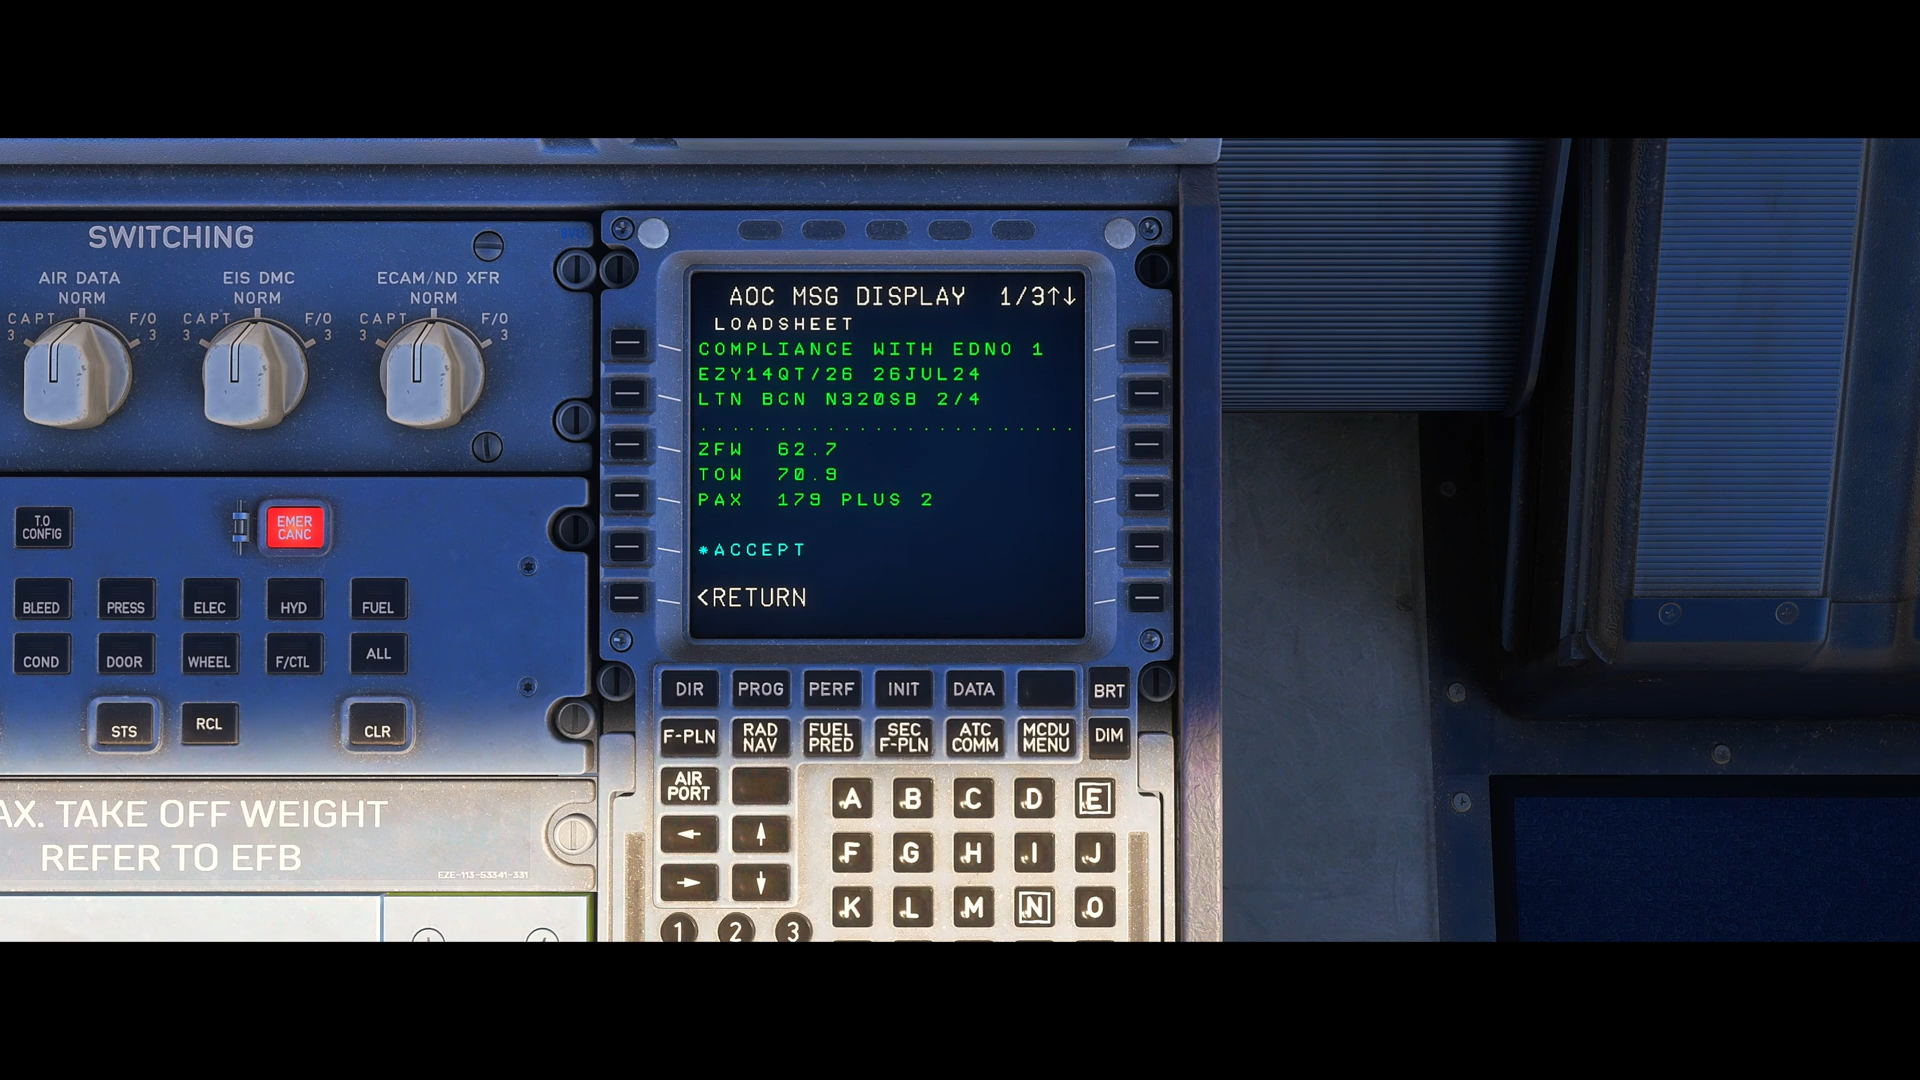 SWITCHING
AIR DATA
NORM
CAPT 3
F/O 3
EIS DMC
NORM
CAPT 3
F/O 3
ECAM/ND XFR
NORM
CAPT 3
F/O 3
T.O CONFIG
EMER CANC
BLEED PRESS ELEC HYD FUEL
COND DOOR WHEEL F/CTL ALL
STS RCL CLR
AX. TAKE OFF WEIGHT
REFER TO EFB
EZE-113-53341-331
AOC MSG DISPLAY 1/3↑↓
LOADSHEET
COMPLIANCE WITH EDNO 1
EZY14QT/26 26JUL24
LTN BCN N320SB 2/4
........................
ZFW 62.7
TOW 70.9
PAX 179 PLUS 2
*ACCEPT
<RETURN
DIR PROG PERF INIT DATA BRT
F-PLN RAD NAV FUEL PRED SEC F-PLN ATC COMM MCDU MENU DIM
AIR PORT
← ↑
→ ↓
A B C D E
F G H I J
K L M N O
1 2 3